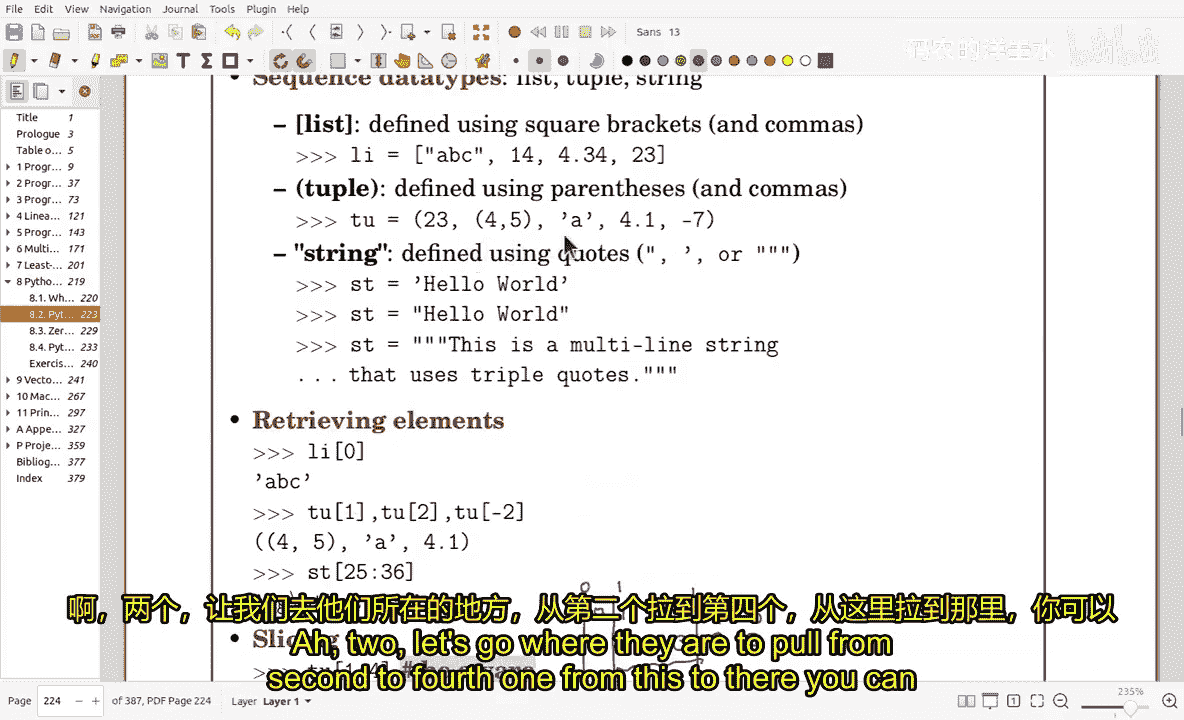 File Edit View Navigation Journal Tools Plugin Help
Sans 13
Title 1
Prologue 3
Table o... 5
1 Progr... 9
2 Progr... 37
3 Progr... 73
4 Linea... 121
5 Progr... 143
6 Multi... 171
7 Least-... 201
8 Pytho... 219
8.1. Wh... 220
8.2. Pyt... 223
8.3. Zer... 229
8.4. Pyt... 233
Exercis... 240
9 Vecto... 241
10 Mac... 267
11 Prin... 297
A Appe... 327
P Proje... 359
Bibliog... 377
Index 379
• Sequence datatypes: list, tuple, string
– [list]: defined using square brackets (and commas)
>>> li = ["abc", 14, 4.34, 23]
– (tuple): defined using parentheses (and commas)
>>> tu = (23, (4,5), ’a’, 4.1, -7)
– "string": defined using quotes (", ’, or """)
>>> st = ’Hello World’
>>> st = "Hello World"
>>> st = """This is a multi-line string
... that uses triple quotes."""
• Retrieving elements
>>> li[0]
’abc’
>>> tu[1],tu[2],tu[-2]
((4, 5), ’a’, 4.1)
>>> st[25:36]
啊，两个，让我们去他们所在的地方，从第二个拉到第四个，从这里拉到那里，你可以
Ah, two, let's go where they are to pull from
second to fourth one from this to there you can
Page 224 of 387, PDF Page 224 Layer Layer 1
235%